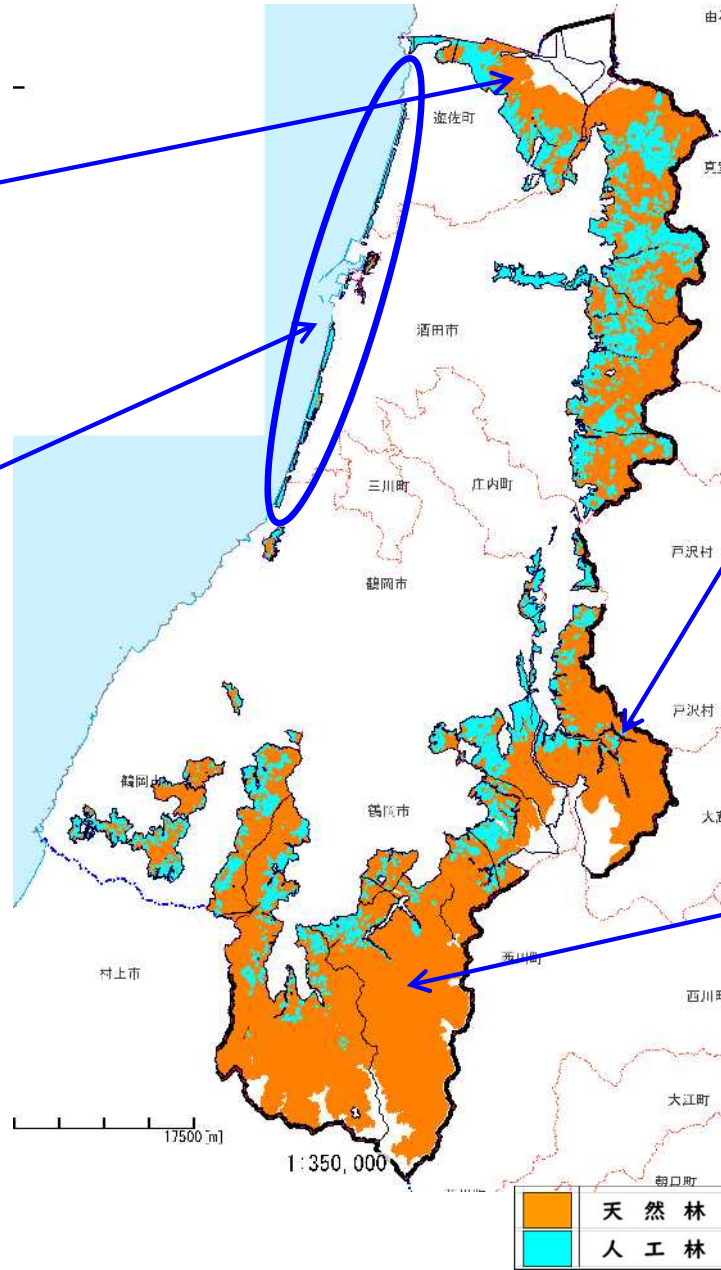 遊佐町
酒田市
三川町
庄内町
戸沢村
鶴岡市
戸沢村
鶴岡
鶴岡市
西川町
村上市
西川町
大江町
17500 [m]
1:350,000
朝日町
天然林
人工林